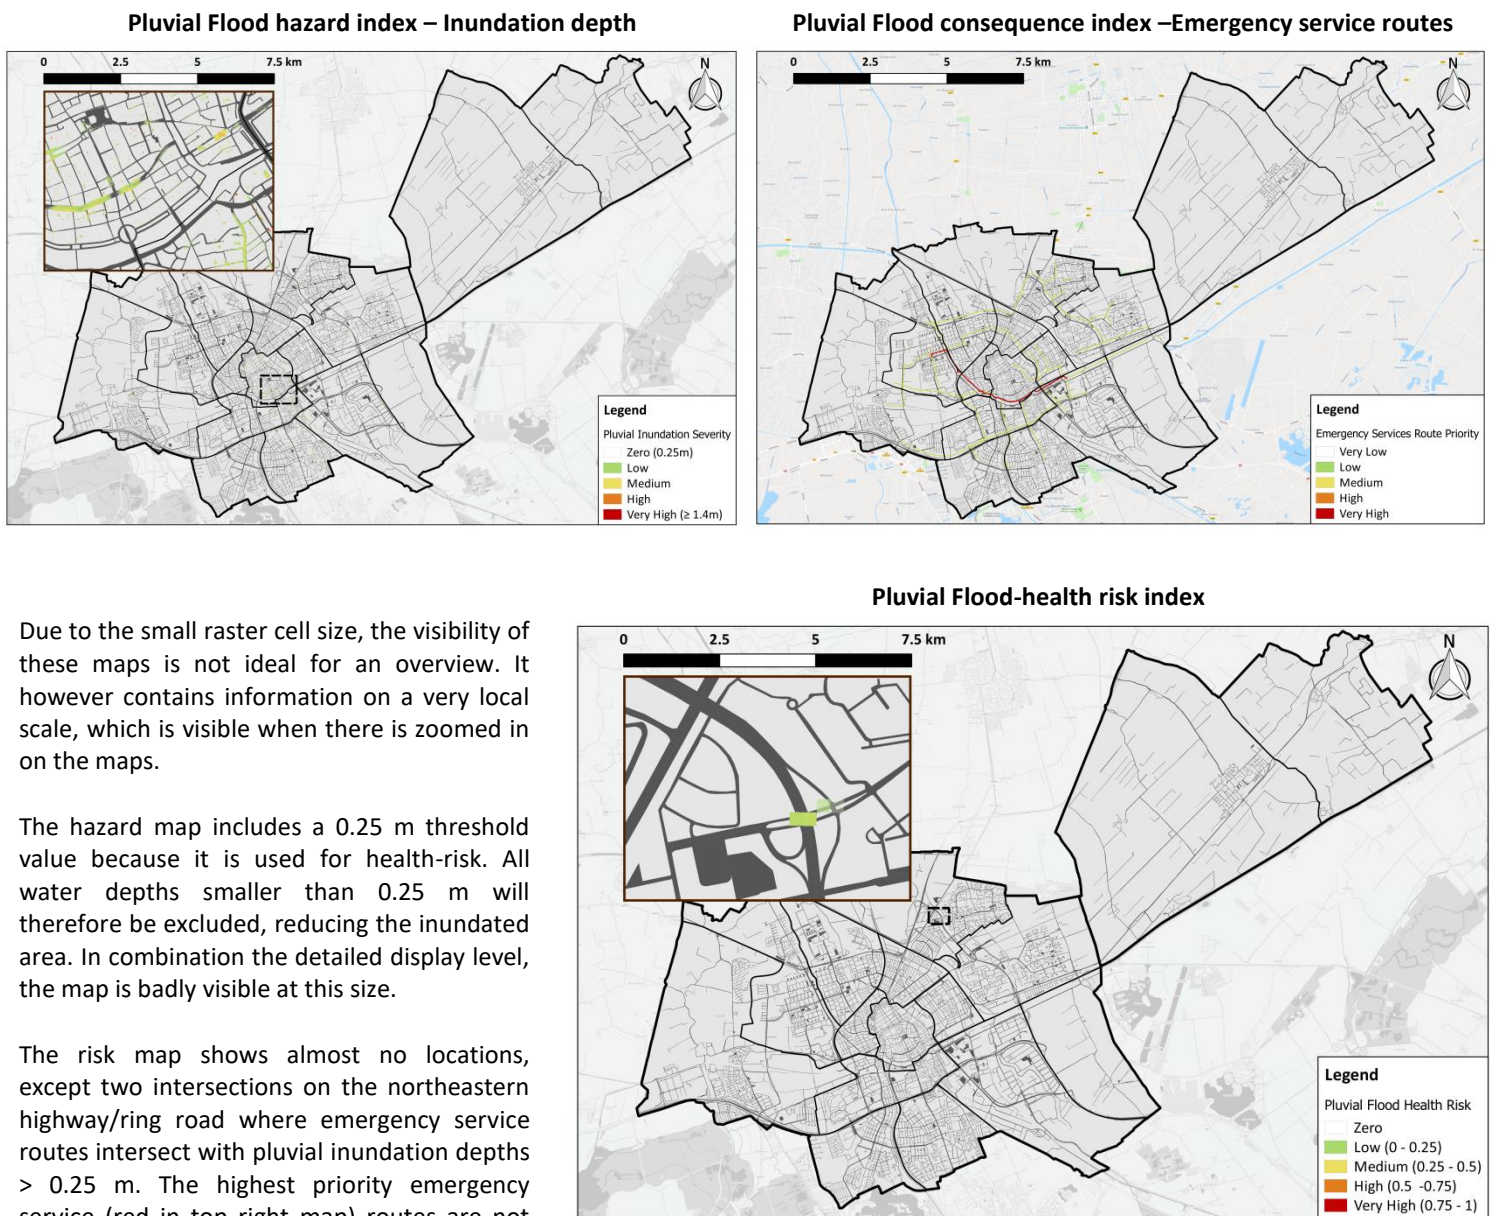 Pluvial Flood hazard index – Inundation depth
0 2.5 5 7.5 km
N
Legend
Pluvial Inundation Severity
Zero (0.25m)
Low
Medium
High
Very High (≥ 1.4m)
Pluvial Flood consequence index –Emergency service routes
0 2.5 5 7.5 km
N
Legend
Emergency Services Route Priority
Very Low
Low
Medium
High
Very High
Due to the small raster cell size, the visibility of
these maps is not ideal for an overview. It
however contains information on a very local
scale, which is visible when there is zoomed in
on the maps.
The hazard map includes a 0.25 m threshold
value because it is used for health-risk. All
water depths smaller than 0.25 m will
therefore be excluded, reducing the inundated
area. In combination the detailed display level,
the map is badly visible at this size.
The risk map shows almost no locations,
except two intersections on the northeastern
highway/ring road where emergency service
routes intersect with pluvial inundation depths
> 0.25 m. The highest priority emergency
service (red in top right map) routes are not
Pluvial Flood-health risk index
0 2.5 5 7.5 km
N
Legend
Pluvial Flood Health Risk
Zero
Low (0 - 0.25)
Medium (0.25 - 0.5)
High (0.5 -0.75)
Very High (0.75 - 1)